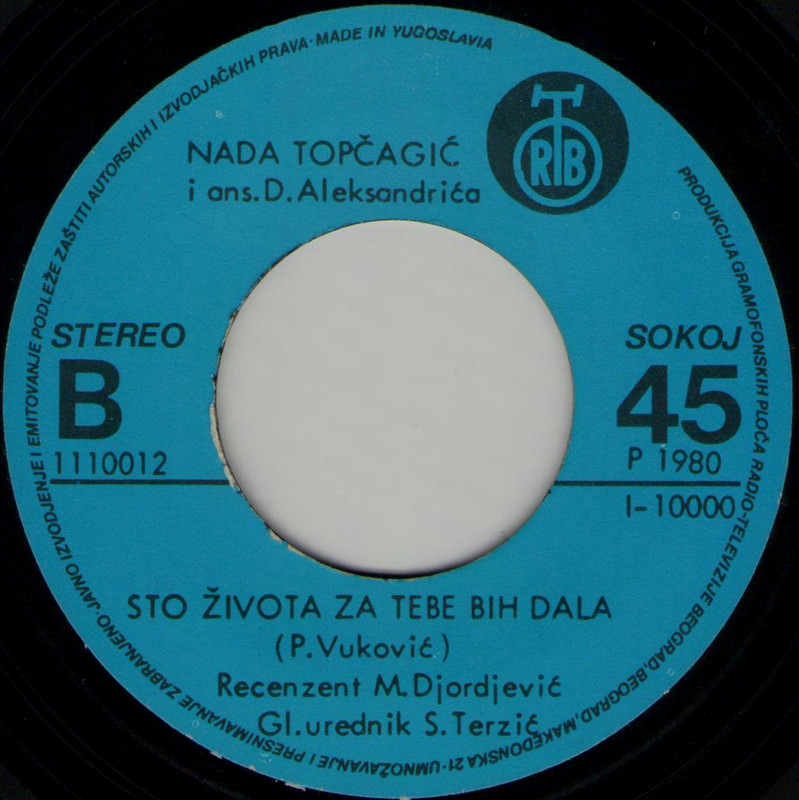 NADA TOPČAGIĆ
i ans. D. Aleksandrića
RTB
STEREO
B
1110012
SOKOJ
45
P 1980
I-10000
STO ŽIVOTA ZA TEBE BIH DALA
(P. Vuković)
Recenzent M. Djordjević
Gl. urednik S. Terzić
PRODUKCIJA GRAMOFONSKIH PLOČA RADIO-TELEVIZIJE BEOGRAD, BEOGRAD, MAKEDONSKA 21 · UMNOŽAVANJE I PRESNIMAVANJE ZABRANJENO · JAVNO IZVODJENJE I EMITOVANJE PODLEŽE ZAŠTITI AUTORSKIH I IZVODJAČKIH PRAVA · MADE IN YUGOSLAVIA